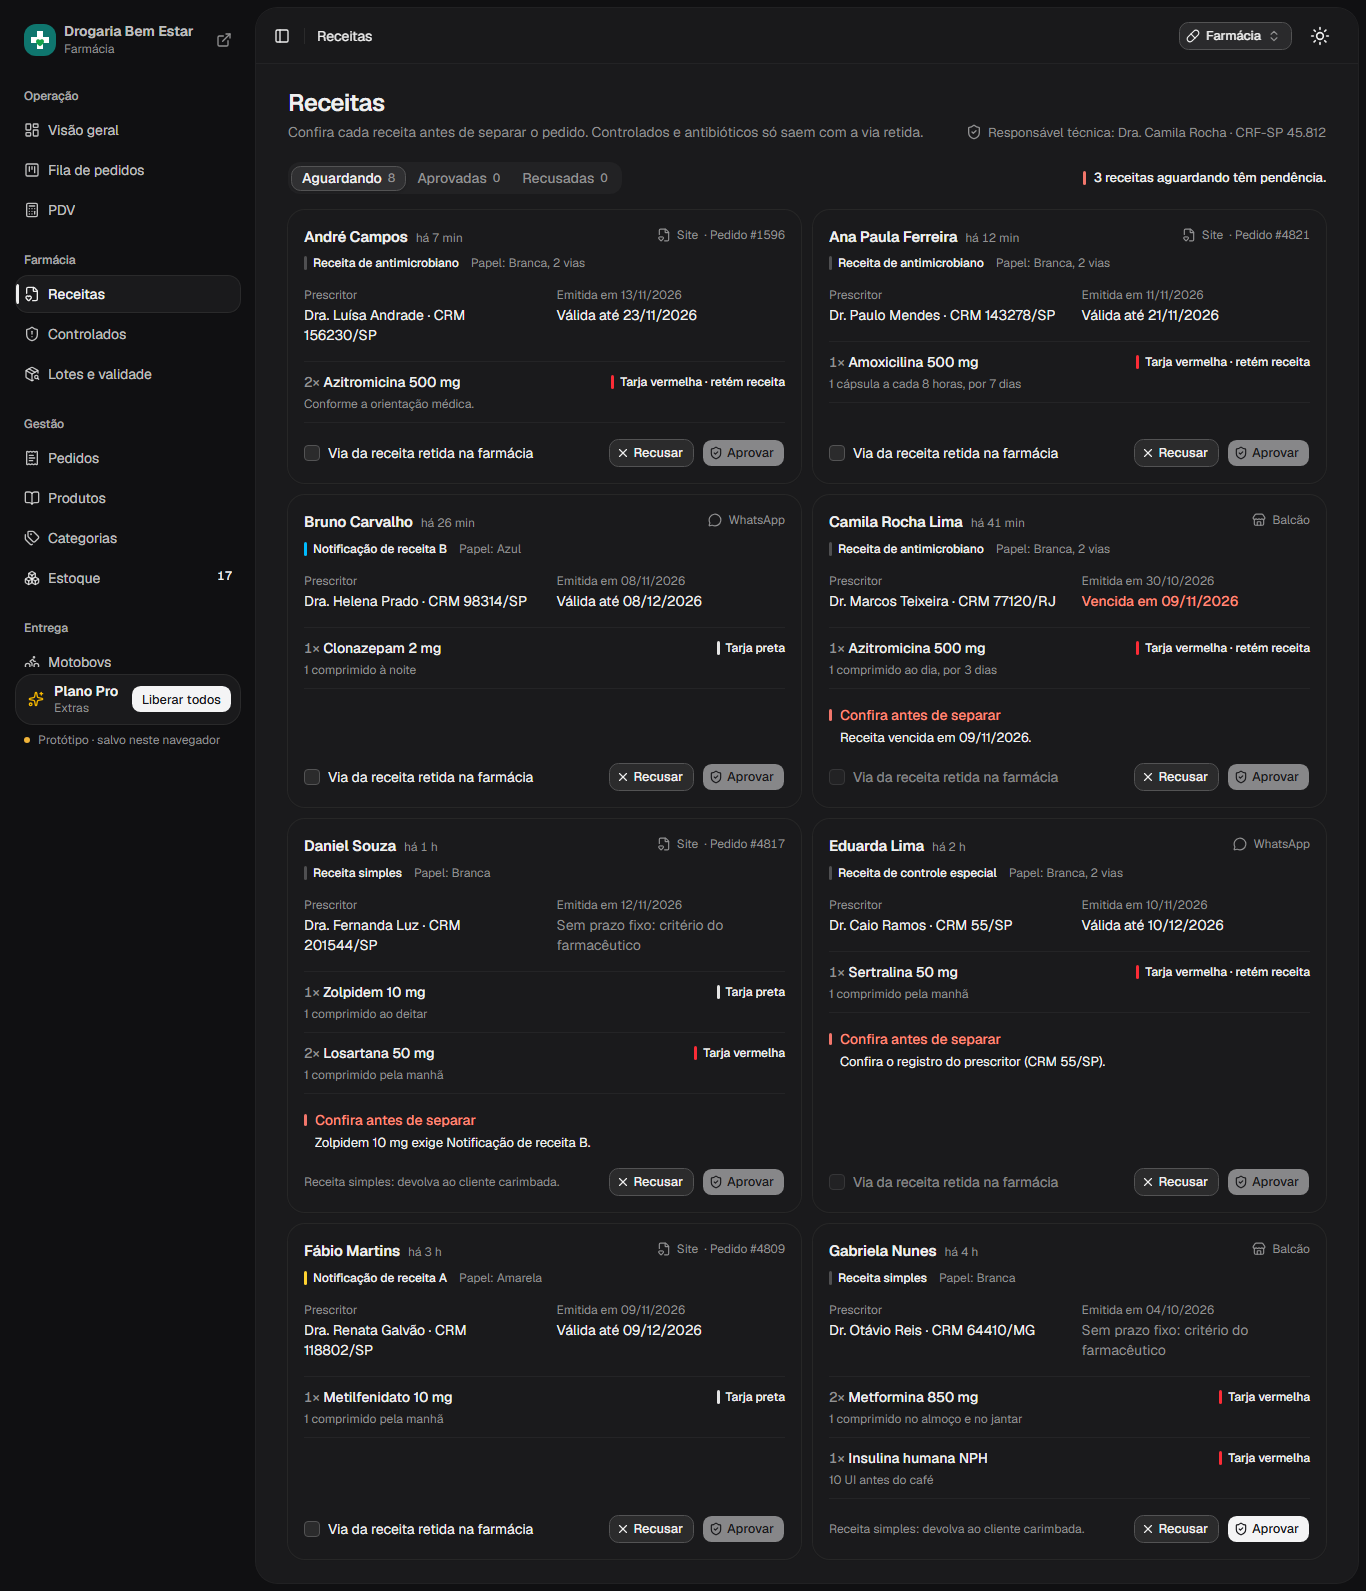 Drogaria Bem Estar
Farmácia
Operação
Visão geral
Fila de pedidos
PDV
Farmácia
Receitas
Controlados
Lotes e validade
Gestão
Pedidos
Produtos
Categorias
Estoque 17
Entrega
Motoboys
Plano Pro
Extras
Liberar todos
Protótipo · salvo neste navegador
Receitas
Farmácia
Receitas
Confira cada receita antes de separar o pedido. Controlados e antibióticos só saem com a via retida.
Responsável técnica: Dra. Camila Rocha · CRF-SP 45.812
Aguardando 8 Aprovadas 0 Recusadas 0
3 receitas aguardando têm pendência.
André Campos há 7 min Site · Pedido #1596
Receita de antimicrobiano Papel: Branca, 2 vias
Prescritor
Dra. Luísa Andrade · CRM
156230/SP
Emitida em 13/11/2026
Válida até 23/11/2026
2× Azitromicina 500 mg Tarja vermelha · retém receita
Conforme a orientação médica.
Via da receita retida na farmácia Recusar Aprovar
Ana Paula Ferreira há 12 min Site · Pedido #4821
Receita de antimicrobiano Papel: Branca, 2 vias
Prescritor
Dr. Paulo Mendes · CRM 143278/SP
Emitida em 11/11/2026
Válida até 21/11/2026
1× Amoxicilina 500 mg Tarja vermelha · retém receita
1 cápsula a cada 8 horas, por 7 dias
Via da receita retida na farmácia Recusar Aprovar
Bruno Carvalho há 26 min WhatsApp
Notificação de receita B Papel: Azul
Prescritor
Dra. Helena Prado · CRM 98314/SP
Emitida em 08/11/2026
Válida até 08/12/2026
1× Clonazepam 2 mg Tarja preta
1 comprimido à noite
Via da receita retida na farmácia Recusar Aprovar
Camila Rocha Lima há 41 min Balcão
Receita de antimicrobiano Papel: Branca, 2 vias
Prescritor
Dr. Marcos Teixeira · CRM 77120/RJ
Emitida em 30/10/2026
Vencida em 09/11/2026
1× Azitromicina 500 mg Tarja vermelha · retém receita
1 comprimido ao dia, por 3 dias
Confira antes de separar
Receita vencida em 09/11/2026.
Via da receita retida na farmácia Recusar Aprovar
Daniel Souza há 1 h Site · Pedido #4817
Receita simples Papel: Branca
Prescritor
Dra. Fernanda Luz · CRM
201544/SP
Emitida em 12/11/2026
Sem prazo fixo: critério do
farmacêutico
1× Zolpidem 10 mg Tarja preta
1 comprimido ao deitar
2× Losartana 50 mg Tarja vermelha
1 comprimido pela manhã
Confira antes de separar
Zolpidem 10 mg exige Notificação de receita B.
Receita simples: devolva ao cliente carimbada. Recusar Aprovar
Eduarda Lima há 2 h WhatsApp
Receita de controle especial Papel: Branca, 2 vias
Prescritor
Dr. Caio Ramos · CRM 55/SP
Emitida em 10/11/2026
Válida até 10/12/2026
1× Sertralina 50 mg Tarja vermelha · retém receita
1 comprimido pela manhã
Confira antes de separar
Confira o registro do prescritor (CRM 55/SP).
Via da receita retida na farmácia Recusar Aprovar
Fábio Martins há 3 h Site · Pedido #4809
Notificação de receita A Papel: Amarela
Prescritor
Dra. Renata Galvão · CRM
118802/SP
Emitida em 09/11/2026
Válida até 09/12/2026
1× Metilfenidato 10 mg Tarja preta
1 comprimido pela manhã
Via da receita retida na farmácia Recusar Aprovar
Gabriela Nunes há 4 h Balcão
Receita simples Papel: Branca
Prescritor
Dr. Otávio Reis · CRM 64410/MG
Emitida em 04/10/2026
Sem prazo fixo: critério do
farmacêutico
2× Metformina 850 mg Tarja vermelha
1 comprimido no almoço e no jantar
1× Insulina humana NPH Tarja vermelha
10 UI antes do café
Receita simples: devolva ao cliente carimbada. Recusar Aprovar